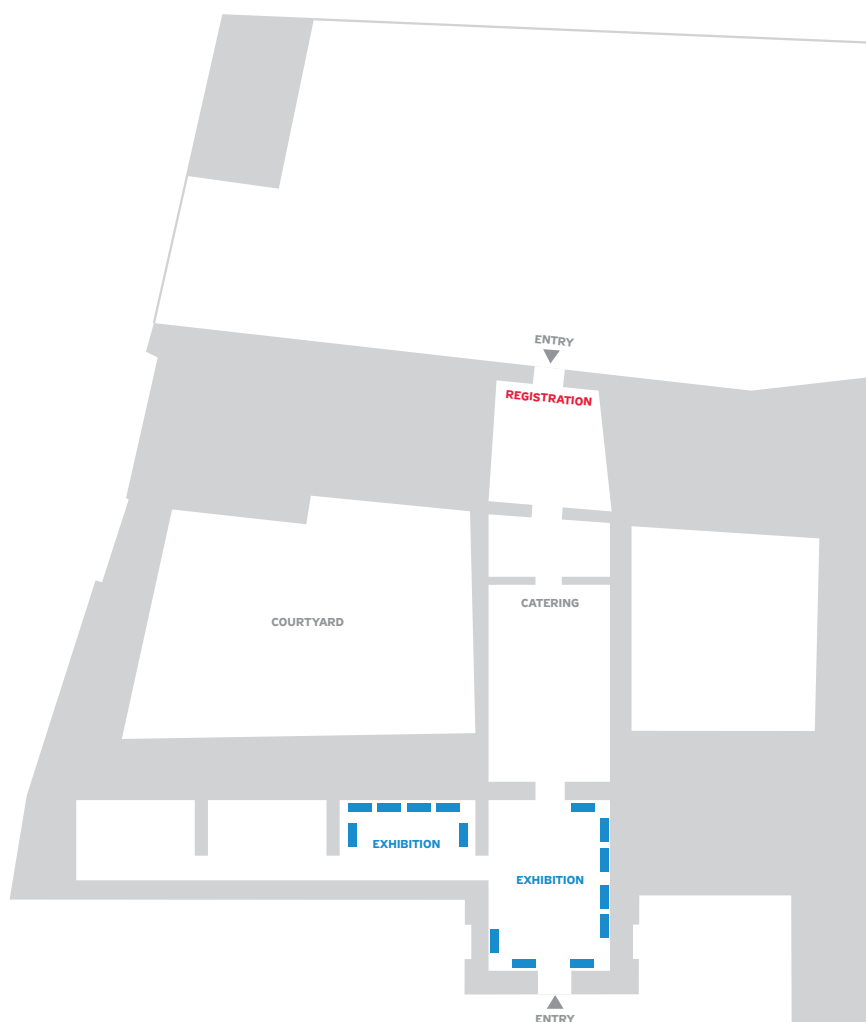 ENTRY
REGISTRATION
CATERING
COURTYARD
EXHIBITION
EXHIBITION
ENTRY